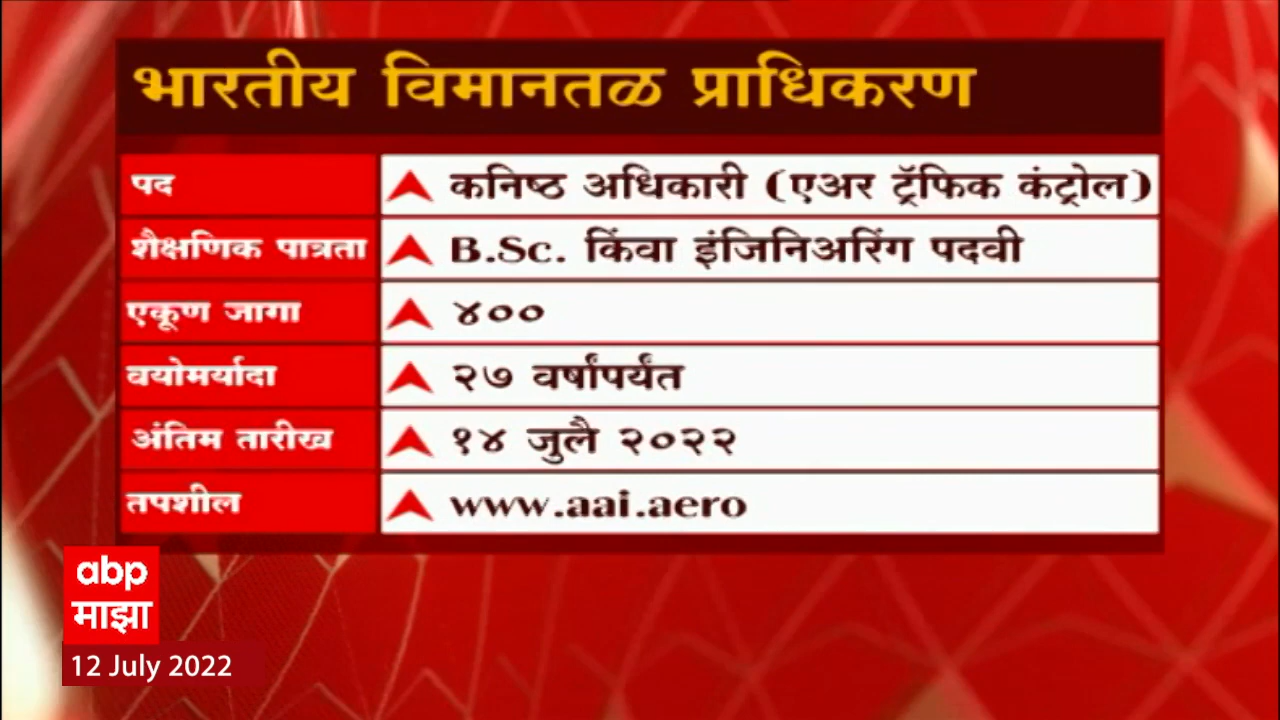 भारतीय विमानतळ प्राधिकरण
पद कनिष्ठ अधिकारी (एअर ट्रॅफिक कंट्रोल)
शैक्षणिक पात्रता B.Sc. किंवा इंजिनिअरिंग पदवी
एकूण जागा ४००
वयोमर्यादा २७ वर्षांपर्यंत
अंतिम तारीख १४ जुलै २०२२
तपशील www.aai.aero
abp
माझा
12 July 2022